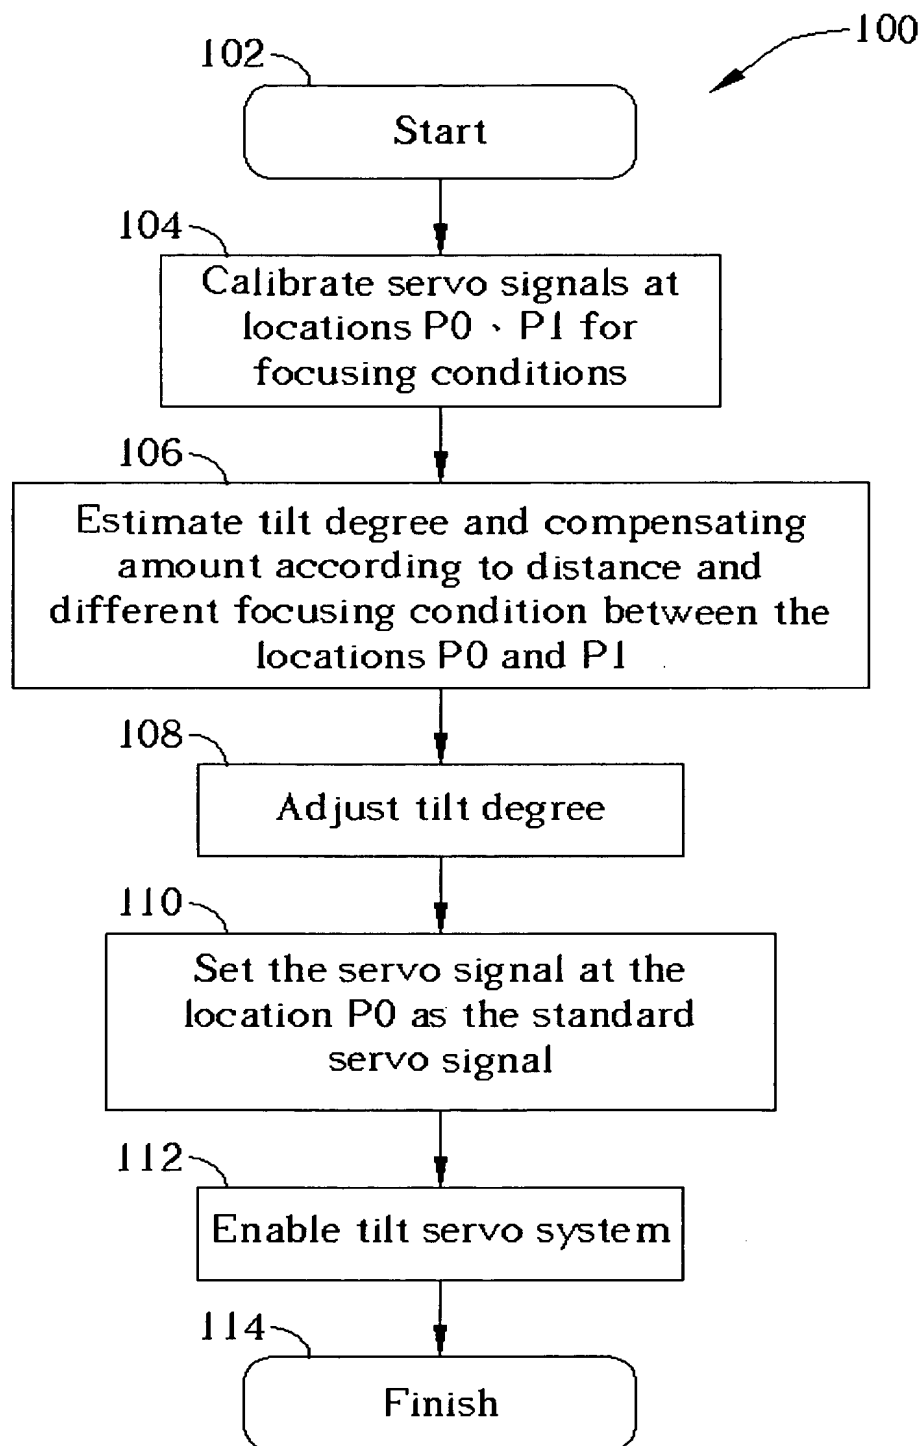 100
102
Start
104
Calibrate servo signals at
locations P0、P1 for
focusing conditions
106
Estimate tilt degree and compensating
amount according to distance and
different focusing condition between the
locations P0 and P1
108
Adjust tilt degree
110
Set the servo signal at the
location P0 as the standard
servo signal
112
Enable tilt servo system
114
Finish